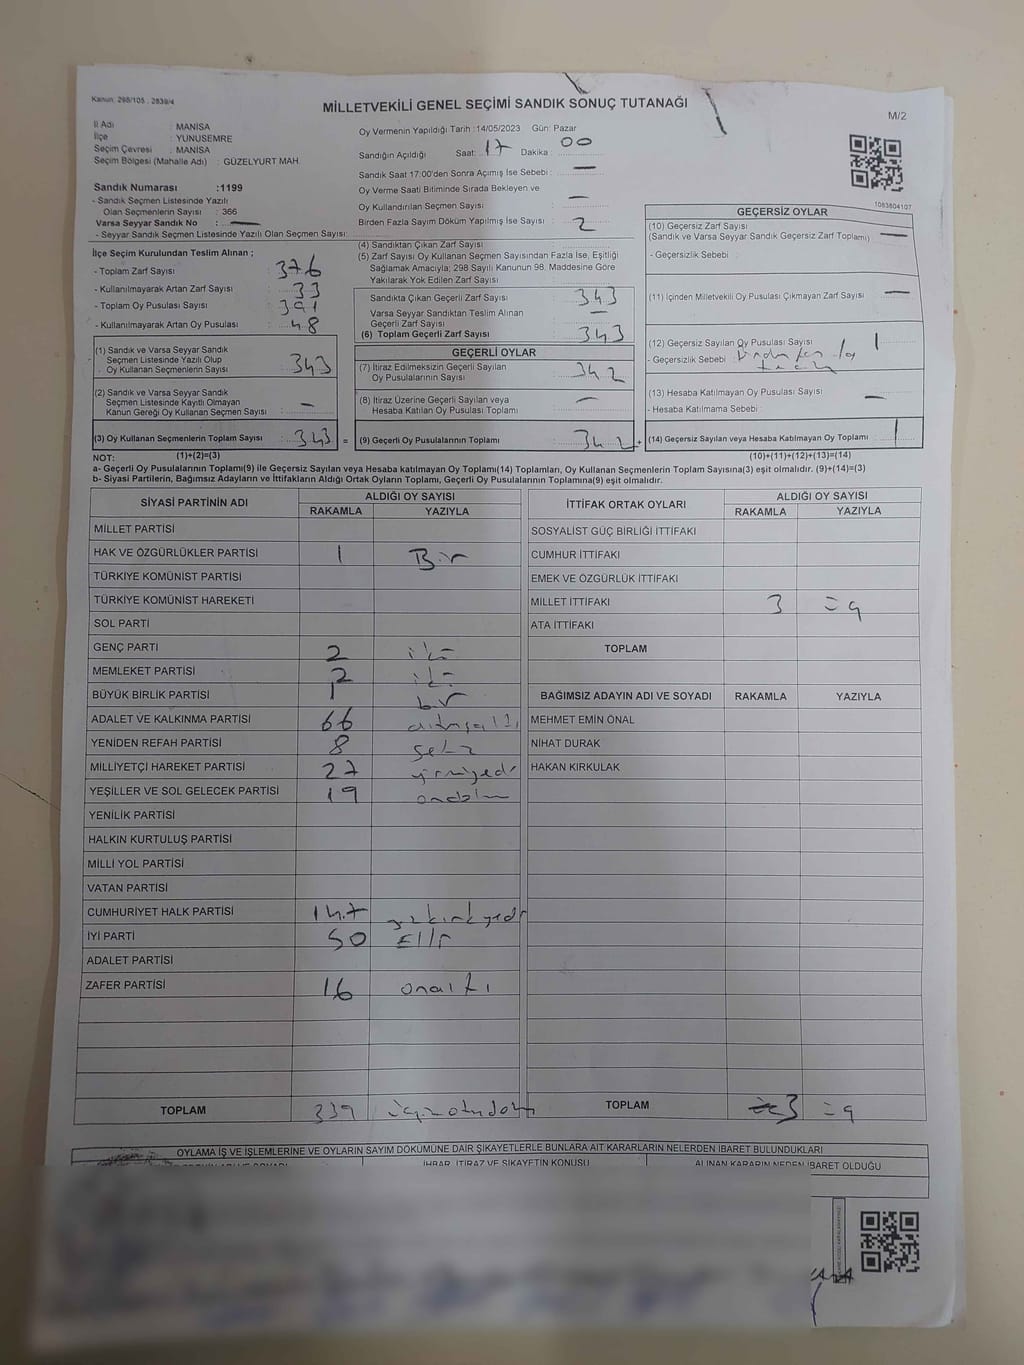 Kanun: 298/105 , 2839/4
MİLLETVEKİLİ GENEL SEÇİMİ SANDIK SONUÇ TUTANAĞI
M/2
İl Adı : MANİSA
İlçe : YUNUSEMRE
Seçim Çevresi : MANİSA
Seçim Bölgesi (Mahalle Adı) : GÜZELYURT MAH.
Sandık Numarası :1199
- Sandık Seçmen Listesinde Yazılı
Olan Seçmenlerin Sayısı : 366
Varsa Seyyar Sandık No : —
- Seyyar Sandık Seçmen Listesinde Yazılı Olan Seçmen Sayısı:
Oy Vermenin Yapıldığı Tarih :14/05/2023 Gün: Pazar
Sandığın Açıldığı Saat: 17 Dakika : 00
Sandık Saat 17:00'den Sonra Açımış İse Sebebi : —
Oy Verme Saati Bitiminde Sırada Bekleyen ve
Oy Kullandırılan Seçmen Sayısı : —
Birden Fazla Sayım Döküm Yapılmış İse Sayısı : 2
1083804107
İlçe Seçim Kurulundan Teslim Alınan ;
- Toplam Zarf Sayısı : 376
- Kullanılmayarak Artan Zarf Sayısı : 33
- Toplam Oy Pusulası Sayısı : 391
- Kullanılmayarak Artan Oy Pusulası : 48
(1) Sandık ve Varsa Seyyar Sandık
Seçmen Listesinde Yazılı Olup
Oy Kullanan Seçmenlerin Sayısı : 343
(2) Sandık ve Varsa Seyyar Sandık
Seçmen Listesinde Kayıtlı Olmayan
Kanun Gereği Oy Kullanan Seçmen Sayısı : —
(3) Oy Kullanan Seçmenlerin Toplam Sayısı : 343 =
(4) Sandıktan Çıkan Zarf Sayısı :
(5) Zarf Sayısı Oy Kullanan Seçmen Sayısından Fazla İse, Eşitliği
Sağlamak Amacıyla; 298 Sayılı Kanunun 98. Maddesine Göre
Yakılarak Yok Edilen Zarf Sayısı :
Sandıkta Çıkan Geçerli Zarf Sayısı : 343
Varsa Seyyar Sandıktan Teslim Alınan
Geçerli Zarf Sayısı : —
(6) Toplam Geçerli Zarf Sayısı : 343
GEÇERLİ OYLAR
(7) İtiraz Edilmeksizin Geçerli Sayılan
Oy Pusulalarının Sayısı : 342
(8) İtiraz Üzerine Geçerli Sayılan veya
Hesaba Katılan Oy Pusulası Toplamı : —
(9) Geçerli Oy Pusulalarının Toplamı : 342 +
GEÇERSİZ OYLAR
(10) Geçersiz Zarf Sayısı
(Sandık ve Varsa Seyyar Sandık Geçersiz Zarf Toplamı) : —
- Geçersizlik Sebebi :
(11) İçinden Milletvekili Oy Pusulası Çıkmayan Zarf Sayısı : —
(12) Geçersiz Sayılan Oy Pusulası Sayısı : 1
- Geçersizlik Sebebi :
(13) Hesaba Katılmayan Oy Pusulası Sayısı : —
- Hesaba Katılmama Sebebi :
(14) Geçersiz Sayılan veya Hesaba Katılmayan Oy Toplamı : 1
NOT: (1)+(2)=(3)
(10)+(11)+(12)+(13)=(14)
a- Geçerli Oy Pusulalarının Toplamı(9) ile Geçersiz Sayılan veya Hesaba katılmayan Oy Toplamı(14) Toplamları, Oy Kullanan Seçmenlerin Toplam Sayısına(3) eşit olmalıdır. (9)+(14)=(3)
b- Siyasi Partilerin, Bağımsız Adayların ve İttifakların Aldığı Ortak Oyların Toplamı, Geçerli Oy Pusulalarının Toplamına(9) eşit olmalıdır.
SİYASİ PARTİNİN ADI ALDIĞI OY SAYISI
RAKAMLA YAZIYLA
MİLLET PARTİSİ
HAK VE ÖZGÜRLÜKLER PARTİSİ 1 Bir
TÜRKİYE KOMÜNİST PARTİSİ
TÜRKİYE KOMÜNİST HAREKETİ
SOL PARTİ
GENÇ PARTİ 2 iki
MEMLEKET PARTİSİ 2 iki
BÜYÜK BİRLİK PARTİSİ 1 bir
ADALET VE KALKINMA PARTİSİ 66 altmışaltı
YENİDEN REFAH PARTİSİ 8 sekiz
MİLLİYETÇİ HAREKET PARTİSİ 27 yirmiyedi
YEŞİLLER VE SOL GELECEK PARTİSİ 19 ondokuz
YENİLİK PARTİSİ
HALKIN KURTULUŞ PARTİSİ
MİLLİ YOL PARTİSİ
VATAN PARTİSİ
CUMHURİYET HALK PARTİSİ 147 yüzkırkyedi
İYİ PARTİ 50 Elli
ADALET PARTİSİ
ZAFER PARTİSİ 16 onaltı
TOPLAM 339 üçyüzotuzdokuz
İTTİFAK ORTAK OYLARI ALDIĞI OY SAYISI
RAKAMLA YAZIYLA
SOSYALİST GÜÇ BİRLİĞİ İTTİFAKI
CUMHUR İTTİFAKI
EMEK VE ÖZGÜRLÜK İTTİFAKI
MİLLET İTTİFAKI 3 üç
ATA İTTİFAKI
TOPLAM
BAĞIMSIZ ADAYIN ADI VE SOYADI RAKAMLA YAZIYLA
MEHMET EMİN ÖNAL
NİHAT DURAK
HAKAN KIRKULAK
TOPLAM 3 üç
OYLAMA İŞ VE İŞLEMLERİNE VE OYLARIN SAYIM DÖKÜMÜNE DAİR ŞİKAYETLERLE BUNLARA AİT KARARLARIN NELERDEN İBARET BULUNDUKLARI
İHBAR, İTİRAZ VE ŞİKAYETİN KONUSU ALINAN KARARIN NEDEN İBARET OLDUĞU